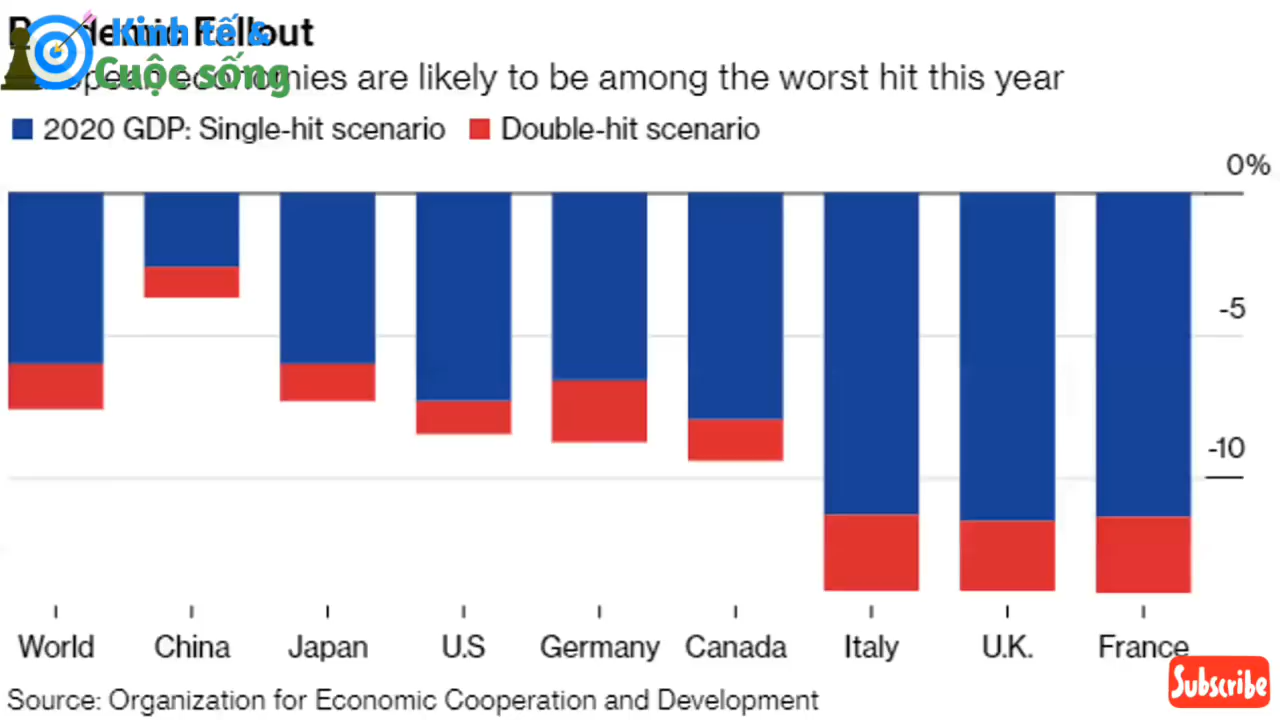 Kinh tế &
Cuộc sống
Fallout
economies are likely to be among the worst hit this year
2020 GDP: Single-hit scenario Double-hit scenario
0%
-5
-10
World China Japan U.S Germany Canada Italy U.K. France
Subscribe
Source: Organization for Economic Cooperation and Development